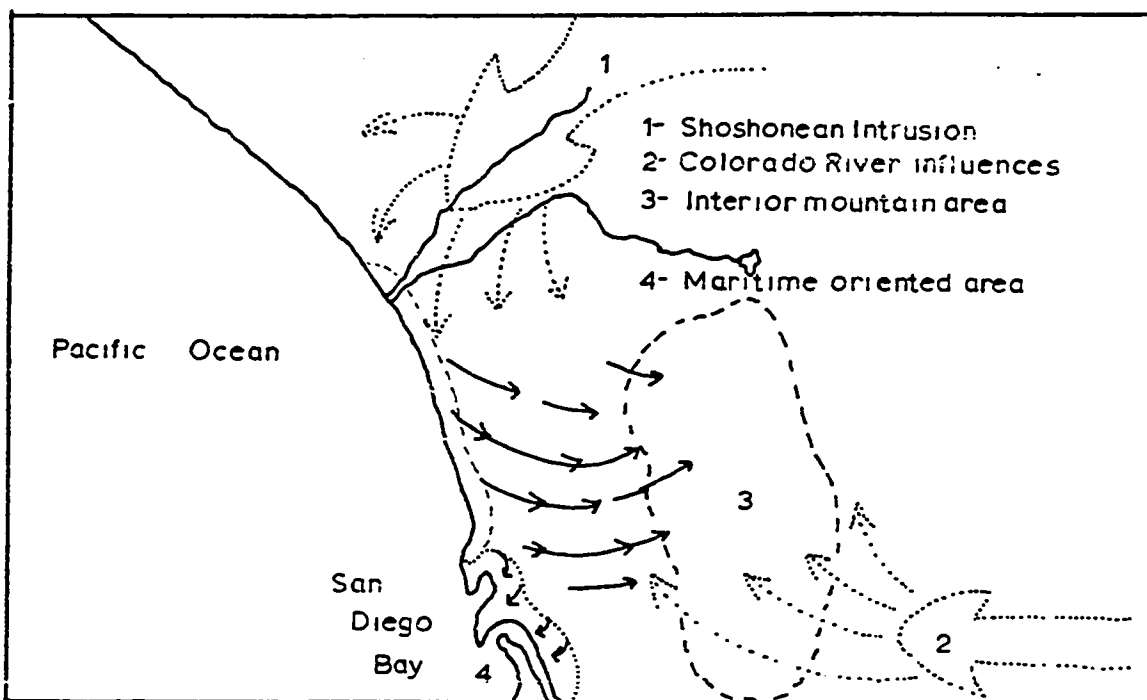 1
1- Shoshonean Intrusion
2- Colorado River influences
3- Interior mountain area
4- Maritime oriented area
Pacific Ocean
3
San
Diego
Bay
4
2